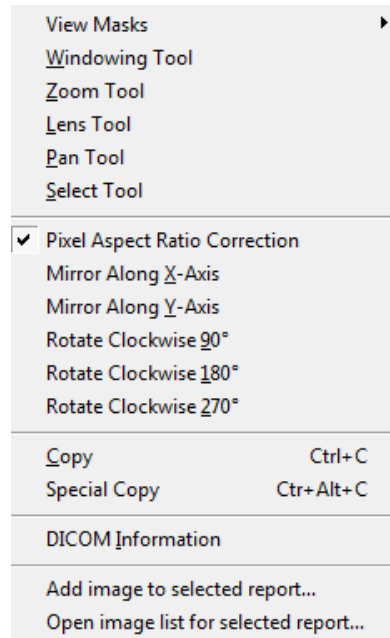 View Masks
Windowing Tool
Zoom Tool
Lens Tool
Pan Tool
Select Tool
Pixel Aspect Ratio Correction
Mirror Along X-Axis
Mirror Along Y-Axis
Rotate Clockwise 90°
Rotate Clockwise 180°
Rotate Clockwise 270°
Copy Ctrl+C
Special Copy Ctr+Alt+C
DICOM Information
Add image to selected report...
Open image list for selected report...